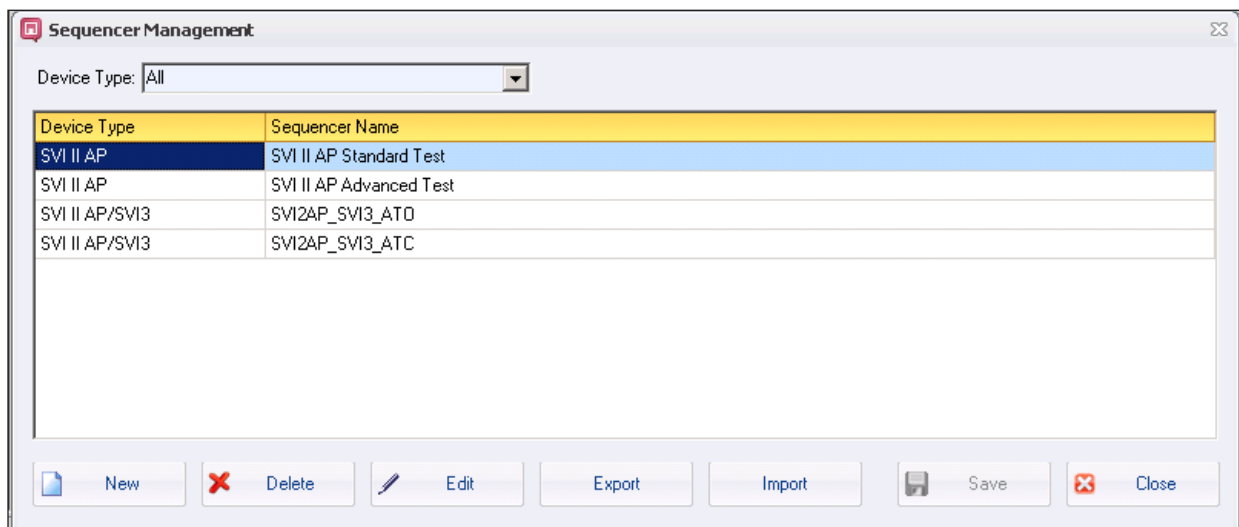 Sequencer Management
Device Type: All
Device Type Sequencer Name
SVI II AP SVI II AP Standard Test
SVI II AP SVI II AP Advanced Test
SVI II AP/SVI3 SVI2AP_SVI3_ATO
SVI II AP/SVI3 SVI2AP_SVI3_ATC
New Delete Edit Export Import Save Close